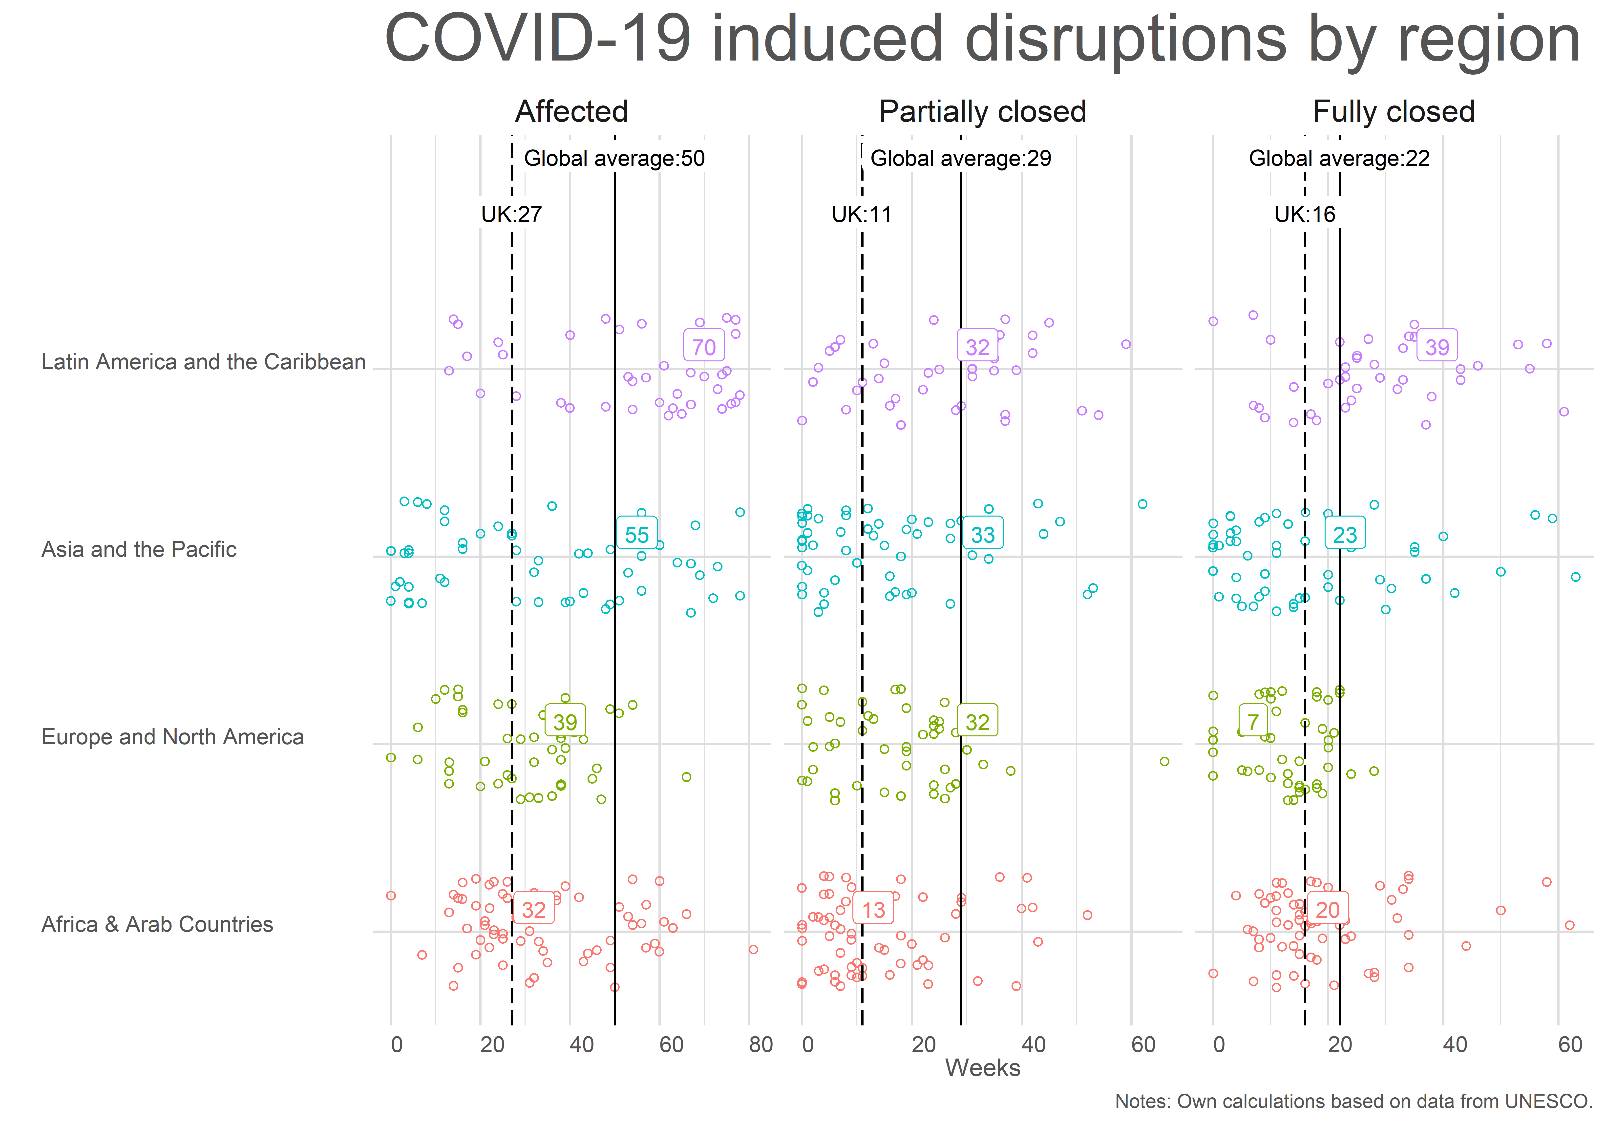 COVID-19 induced disruptions by region
Affected
Partially closed
Fully closed
Global average:50
Global average:29
Global average:22
UK:27
UK:11
UK:16
Latin America and the Caribbean
70
32
39
Asia and the Pacific
55
33
23
Europe and North America
39
32
7
Africa & Arab Countries
32
13
20
0 20 40 60 80
0 20 40 60
0 20 40 60
Weeks
Notes: Own calculations based on data from UNESCO.